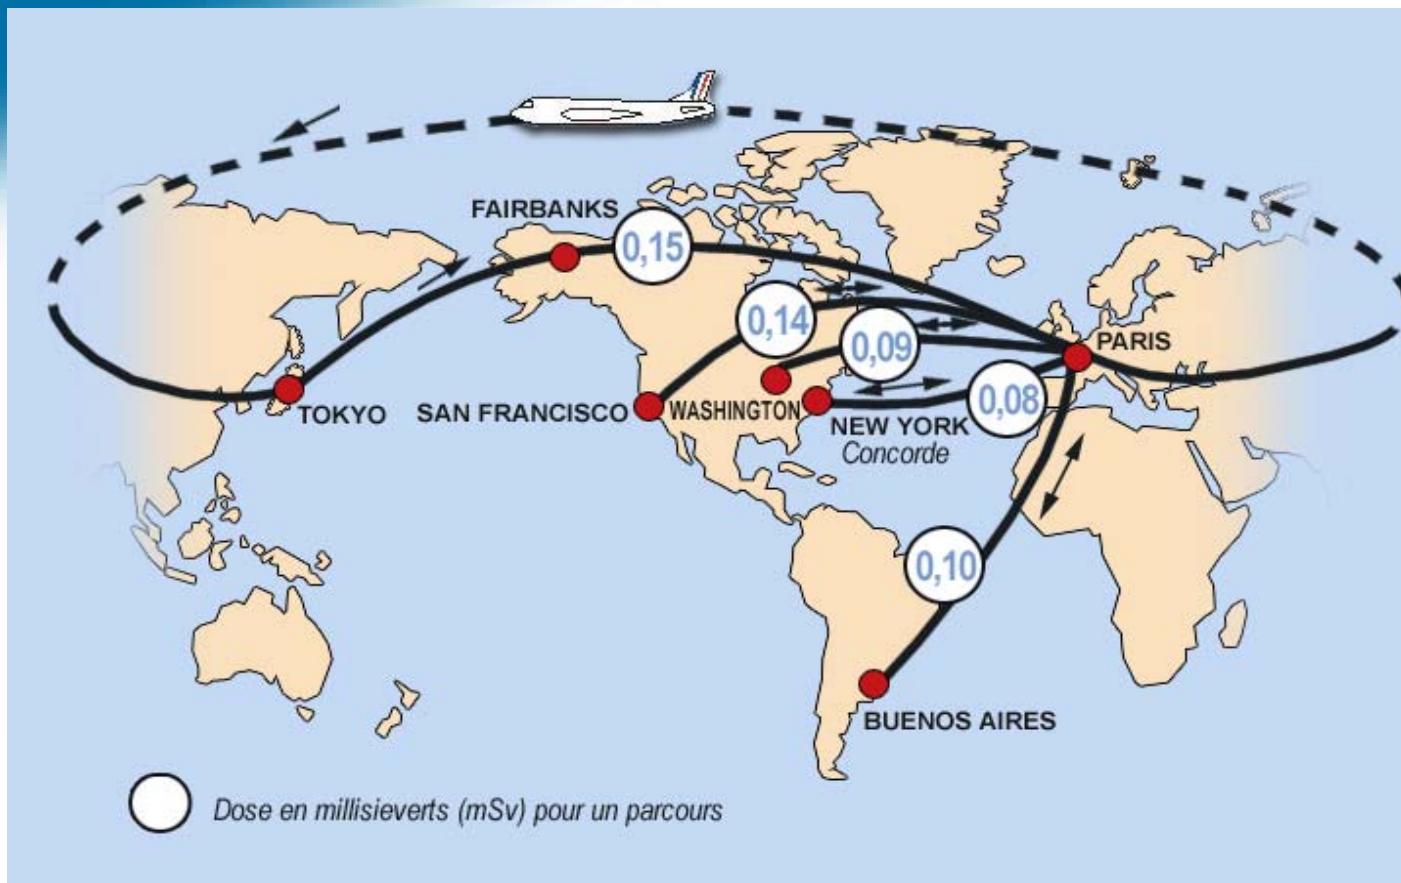 FAIRBANKS
0,15
0,14
0,09
PARIS
TOKYO
SAN FRANCISCO
WASHINGTON
0,08
NEW YORK
Concorde
0,10
BUENOS AIRES
Dose en millisieverts (mSv) pour un parcours